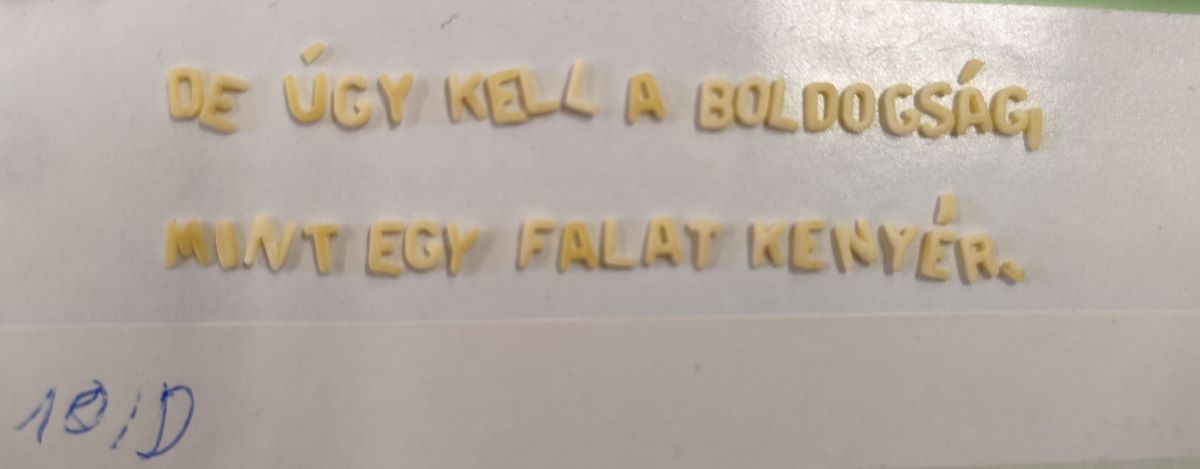 DE ÚGY KELL A BOLDOGSÁG,
MINT EGY FALAT KENYÉR.
10/D